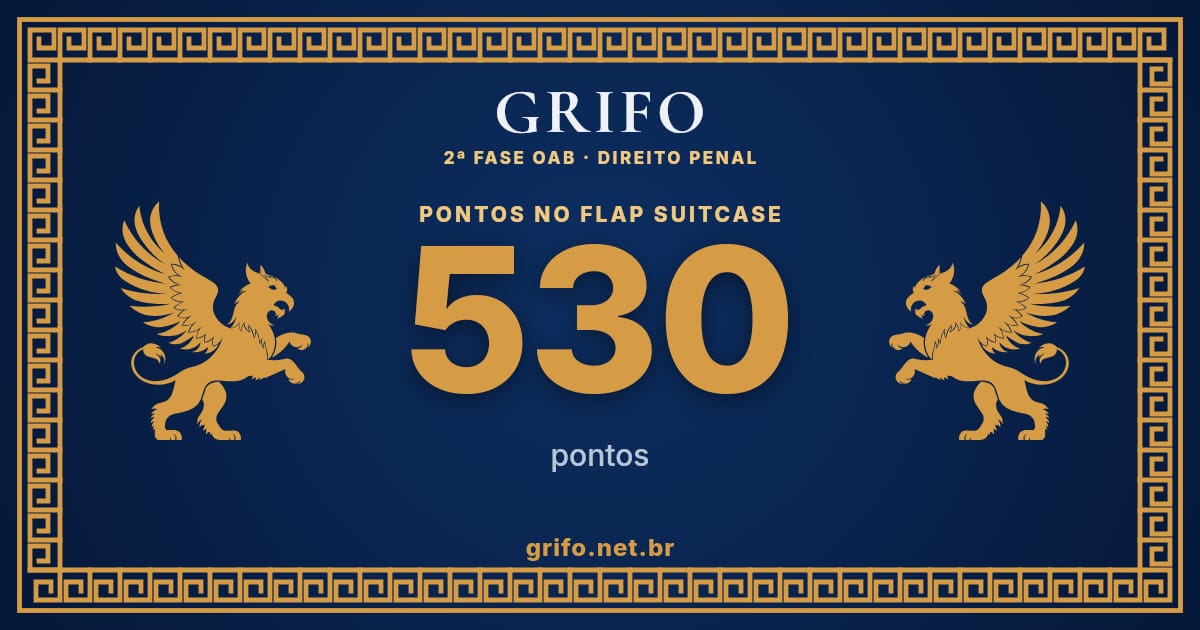 GRIFO
2ª FASE OAB · DIREITO PENAL
PONTOS NO FLAP SUITCASE
530
pontos
grifo.net.br